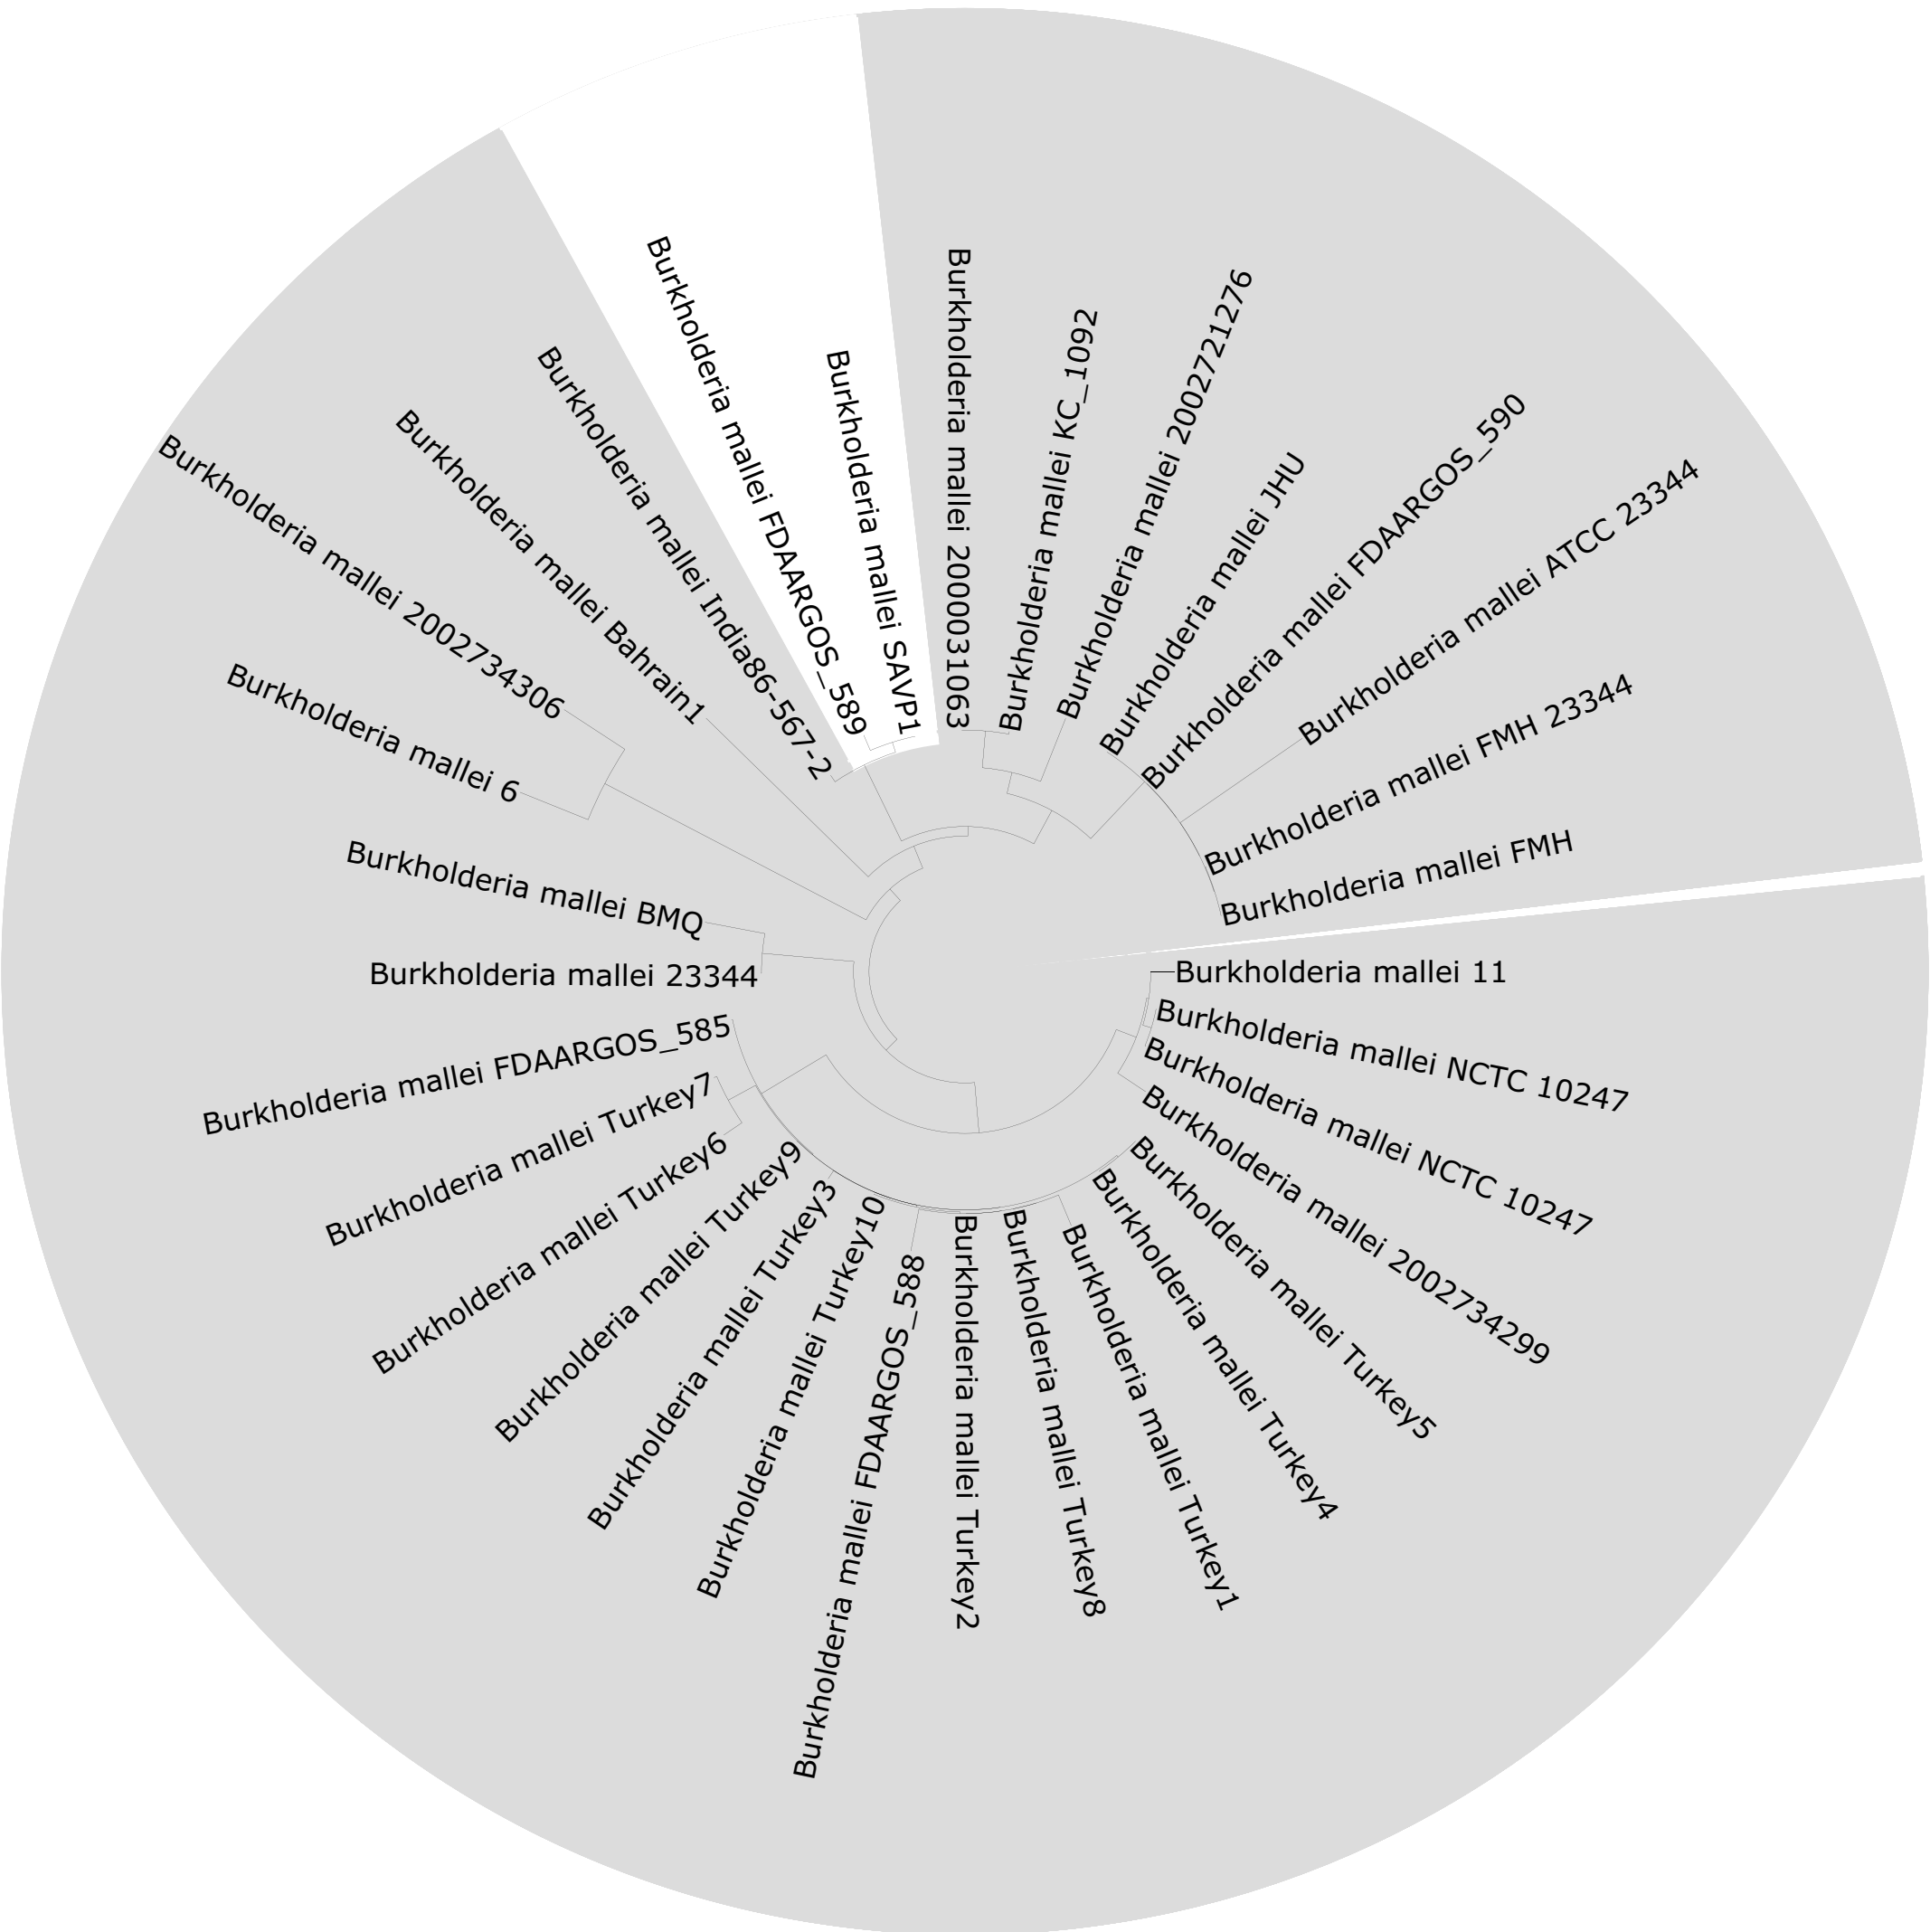 Burkholderia mallei 2000031063
Burkholderia mallei KC_1092
Burkholderia mallei 2002721276
Burkholderia mallei JHU
Burkholderia mallei FDAARGOS_590
Burkholderia mallei ATCC 23344
Burkholderia mallei FMH 23344
Burkholderia mallei FMH
Burkholderia mallei 11
Burkholderia mallei NCTC 10247
Burkholderia mallei NCTC 10247
Burkholderia mallei 2002734299
Burkholderia mallei Turkey5
Burkholderia mallei Turkey4
Burkholderia mallei Turkey1
Burkholderia mallei Turkey8
Burkholderia mallei Turkey2
Burkholderia mallei FDAARGOS_588
Burkholderia mallei Turkey10
Burkholderia mallei Turkey3
Burkholderia mallei Turkey9
Burkholderia mallei Turkey6
Burkholderia mallei Turkey7
Burkholderia mallei FDAARGOS_585
Burkholderia mallei 23344
Burkholderia mallei BMQ
Burkholderia mallei 6
Burkholderia mallei 2002734306
Burkholderia mallei Bahrain1
Burkholderia mallei India86-567-2
Burkholderia mallei FDAARGOS_589
Burkholderia mallei SAVP1